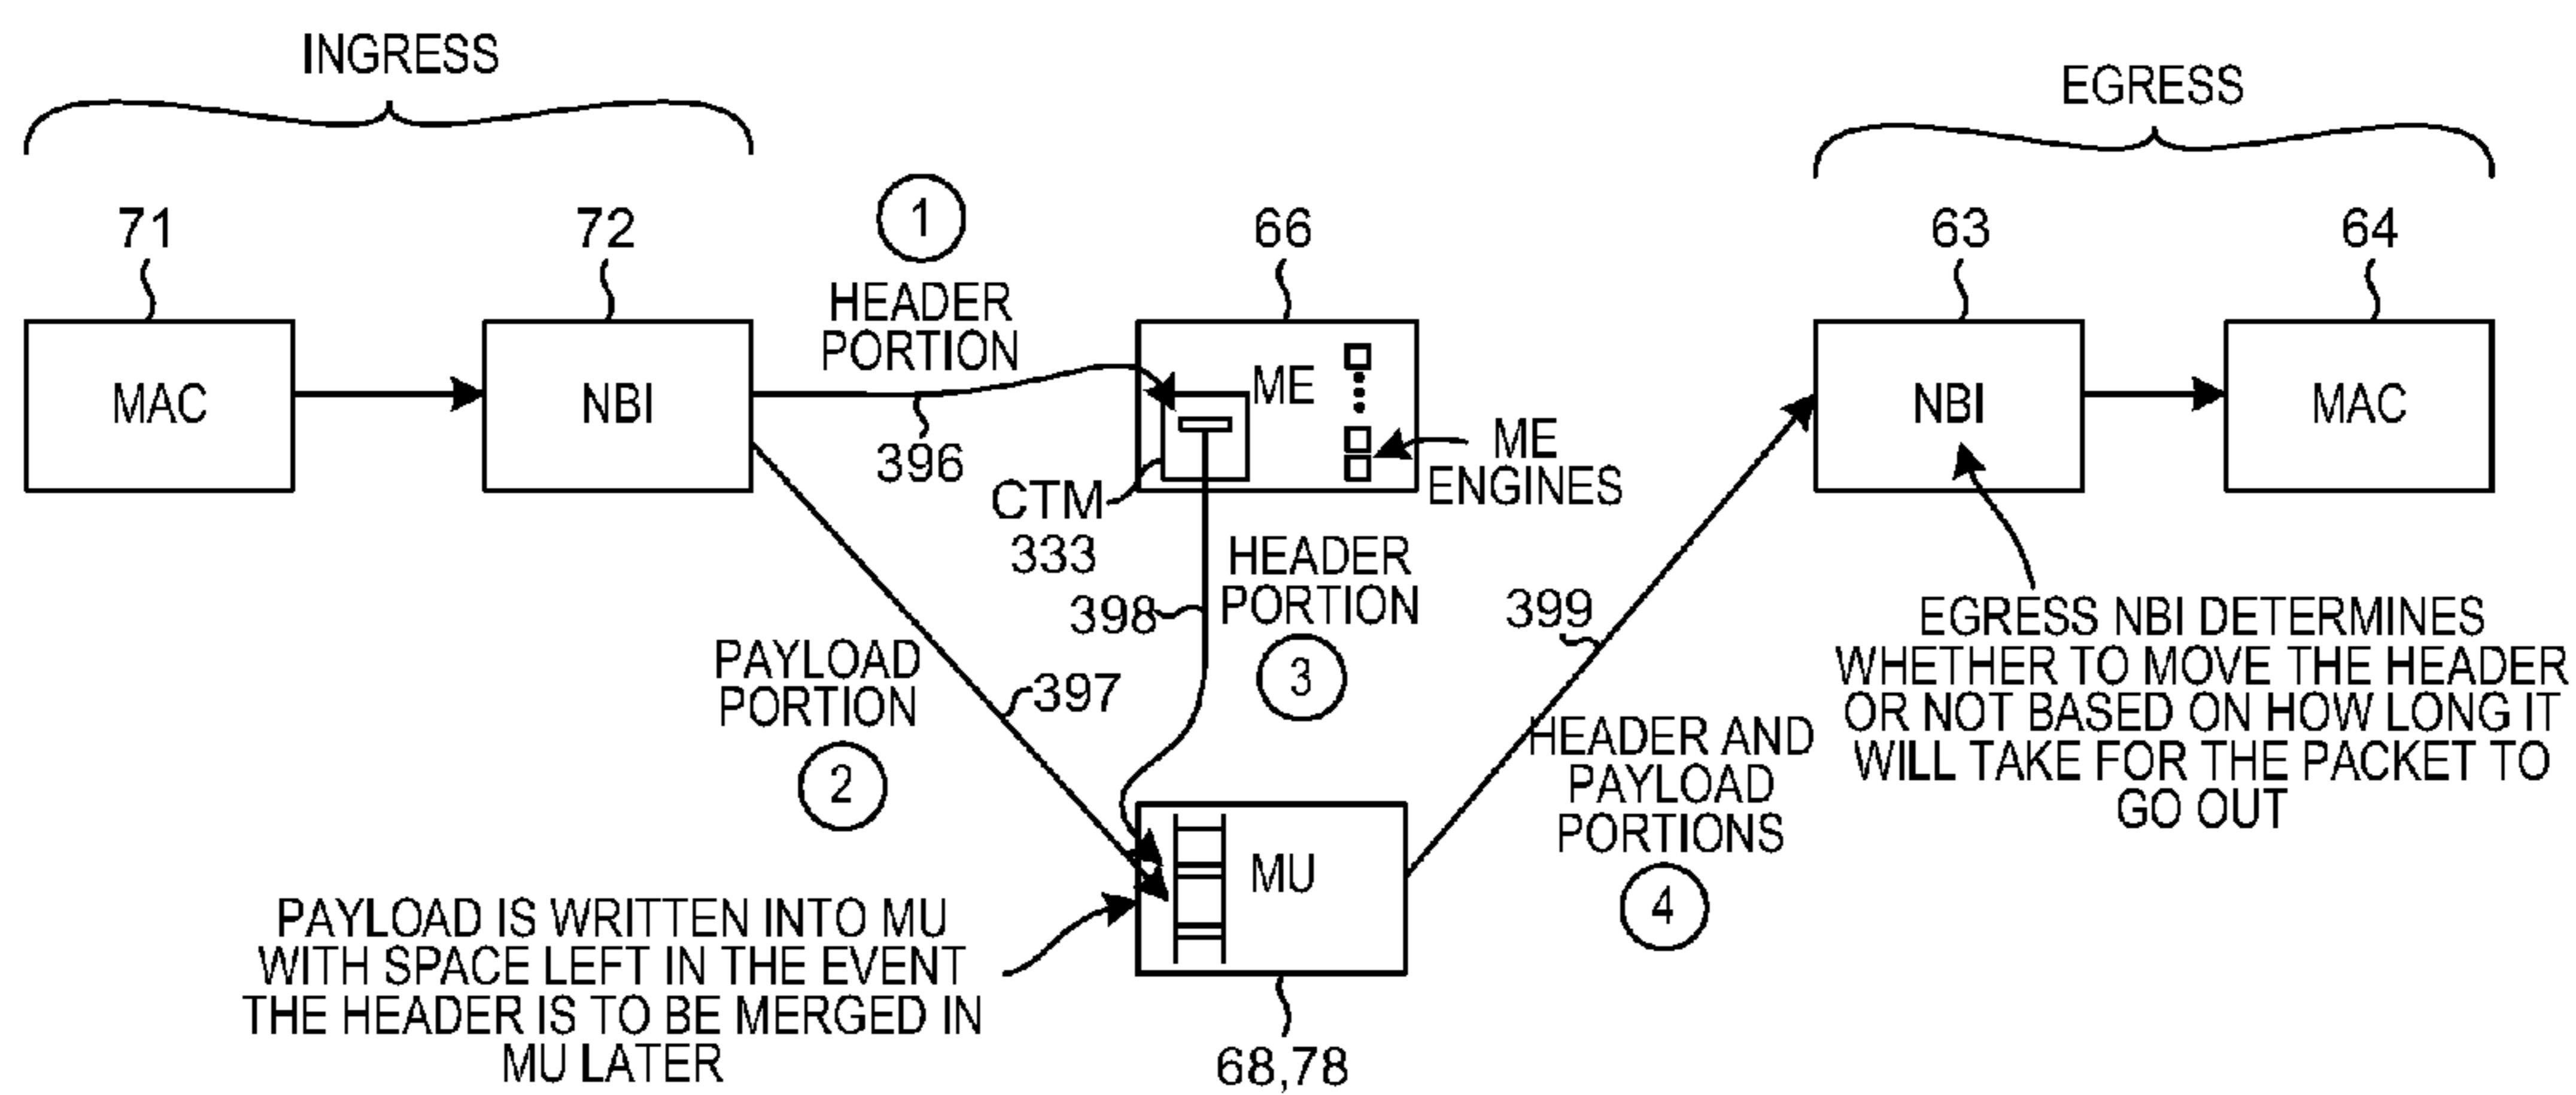 INGRESS
EGRESS
71
72
1
66
63
64
HEADER
PORTION
MAC
NBI
ME
NBI
MAC
396
ME
ENGINES
CTM
333
HEADER
PORTION
398
3
399
EGRESS NBI DETERMINES
WHETHER TO MOVE THE HEADER
OR NOT BASED ON HOW LONG IT
WILL TAKE FOR THE PACKET TO
GO OUT
PAYLOAD
PORTION
397
2
HEADER AND
PAYLOAD
PORTIONS
4
MU
PAYLOAD IS WRITTEN INTO MU
WITH SPACE LEFT IN THE EVENT
THE HEADER IS TO BE MERGED IN
MU LATER
68,78